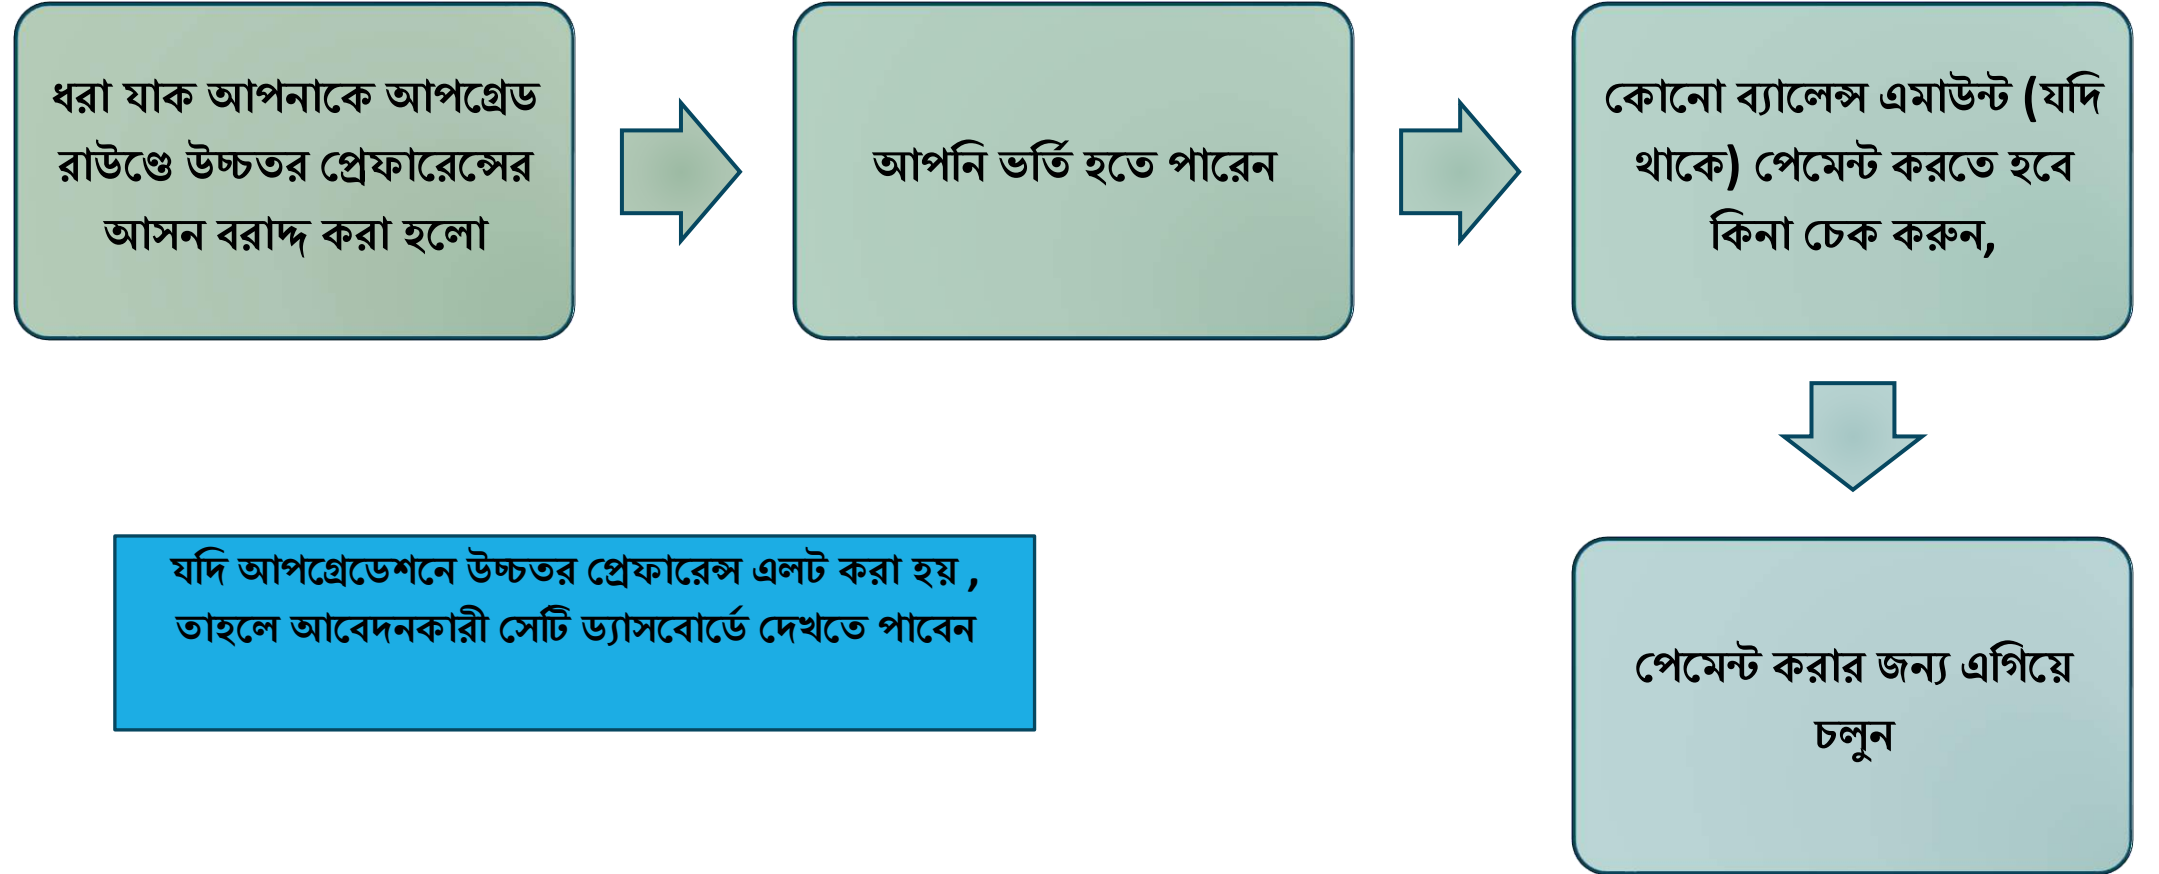 ধরা যাক আপনাকে আপগ্রেড
রাউণ্ডে উচ্চতর প্রেফারেন্সের
আসন বরাদ্দ করা হলো
আপনি ভর্তি হতে পারেন
কোনো ব্যালেন্স এমাউন্ট (যদি
থাকে) পেমেন্ট করতে হবে
কিনা চেক করুন,
পেমেন্ট করার জন্য এগিয়ে
চলুন
যদি আপগ্রেডেশনে উচ্চতর প্রেফারেন্স এলট করা হয় ,
তাহলে আবেদনকারী সেটি ড্যাসবোর্ডে দেখতে পাবেন